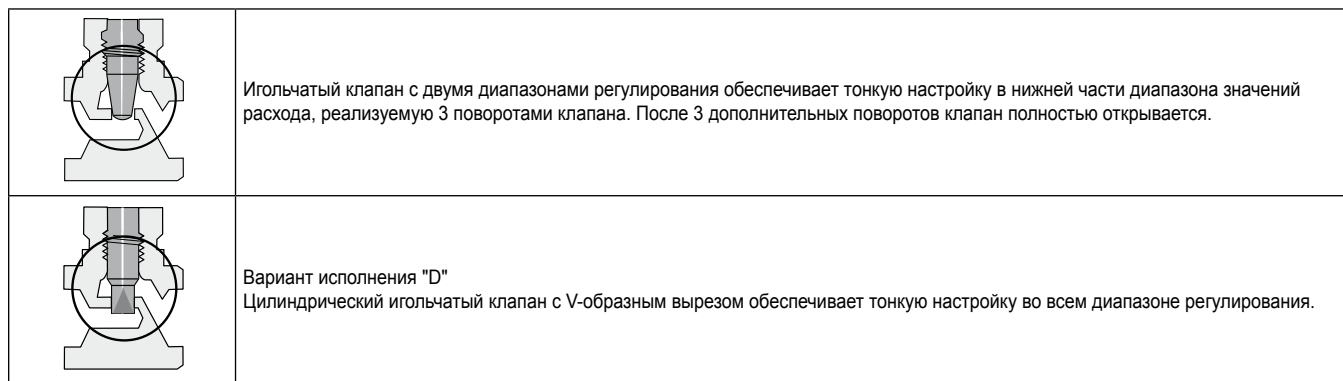 Игольчатый клапан с двумя диапазонами регулирования обеспечивает тонкую настройку в нижней части диапазона значений
расхода, реализуемую 3 поворотами клапана. После 3 дополнительных поворотов клапан полностью открывается.
Вариант исполнения "D"
Цилиндрический игольчатый клапан с V-образным вырезом обеспечивает тонкую настройку во всем диапазоне регулирования.